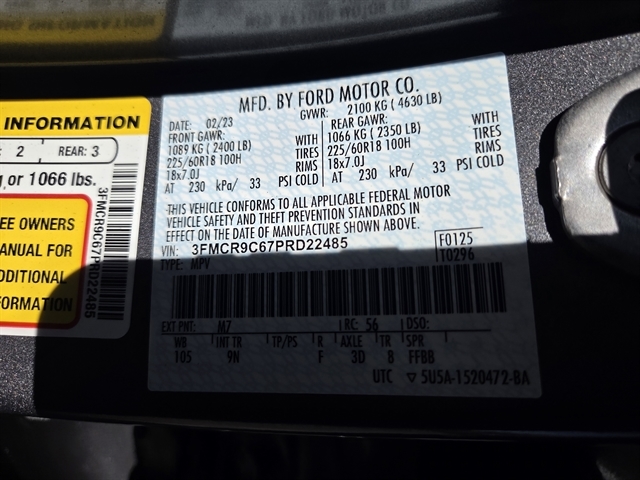 INFORMATION
2 REAR: 3
or 1066 lbs.
EE OWNERS
MANUAL FOR
ADDITIONAL
INFORMATION
3FMCR9C67PRD22485
MFD. BY FORD MOTOR CO.
DATE: 02/23 GVWR: 2100 KG ( 4630 LB)
FRONT GAWR: REAR GAWR:
1089 KG ( 2400 LB) WITH 1066 KG ( 2350 LB) WITH
225/60R18 100H TIRES 225/60R18 100H TIRES
18x7.0J RIMS 18x7.0J RIMS
AT 230 kPa/ 33 PSI COLD AT 230 kPa/ 33 PSI COLD
THIS VEHICLE CONFORMS TO ALL APPLICABLE FEDERAL MOTOR
VEHICLE SAFETY AND THEFT PREVENTION STANDARDS IN
EFFECT ON THE DATE OF MANUFACTURE SHOWN ABOVE.
VIN: 3FMCR9C67PRD22485 F0125
TYPE: MPV T0296
EXT PNT: M7 RC: 56 DSO:
WB INT TR TP/PS R AXLE TR SPR
105 9N F 3D 8 FFBB
UTC ▽ 5U5A-1520472-BA